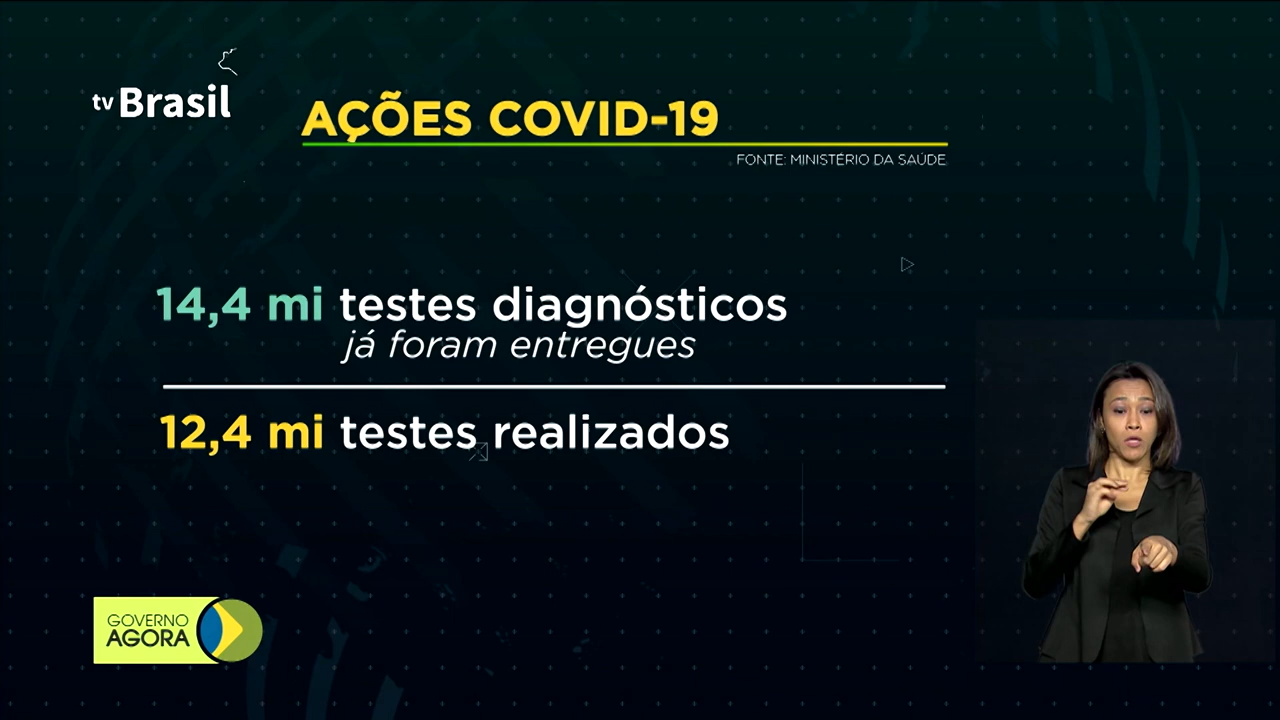 tv Brasil
AÇÕES COVID-19
FONTE: MINISTÉRIO DA SAÚDE
14,4 mi testes diagnósticos
já foram entregues
12,4 mi testes realizados
GOVERNO
AGORA